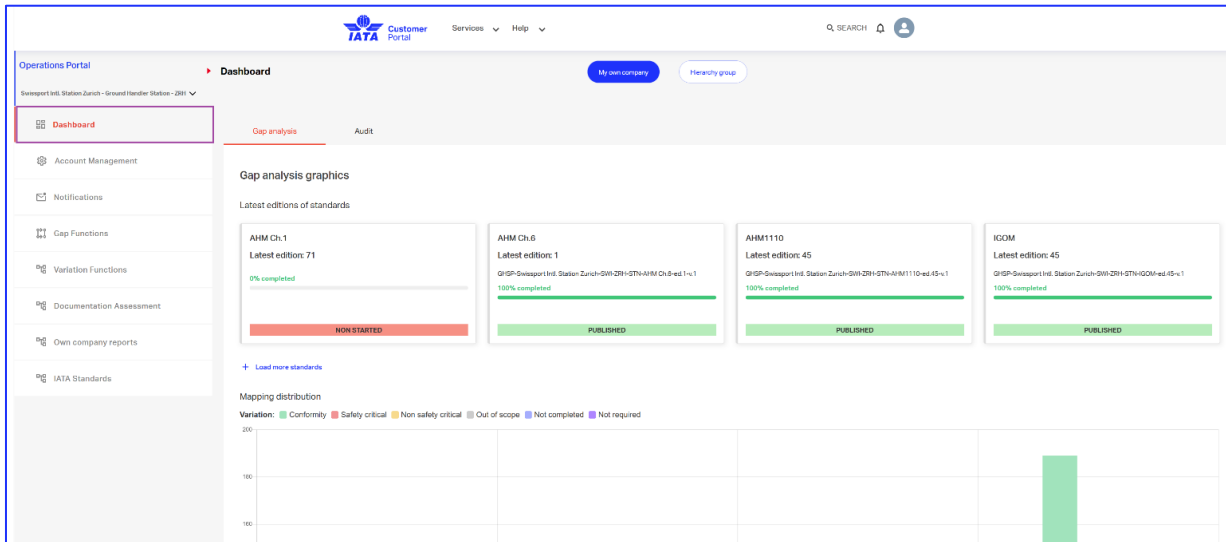 IATA
Customer
Portal
Services
Help
SEARCH
Operations Portal
Swissport Intl. Station Zurich - Ground Handler Station - ZRH
Dashboard
My own company
Hierarchy group
Dashboard
Account Management
Notifications
Gap Functions
Variation Functions
Documentation Assessment
Own company reports
IATA Standards
Gap analysis
Audit
Gap analysis graphics
Latest editions of standards
AHM Ch.1
Latest edition: 71
0% completed
NON STARTED
AHM Ch.6
Latest edition: 1
GHSP-Swissport Intl. Station Zurich-SWI-ZRH-STN-AHM Ch.6-ed.1-v.1
100% completed
PUBLISHED
AHM1110
Latest edition: 45
GHSP-Swissport Intl. Station Zurich-SWI-ZRH-STN-AHM1110-ed.45-v.1
100% completed
PUBLISHED
IGOM
Latest edition: 45
GHSP-Swissport Intl. Station Zurich-SWI-ZRH-STN-IGOM-ed.45-v.1
100% completed
PUBLISHED
+ Load more standards
Mapping distribution
Variation: Conformity Safety critical Non safety critical Out of scope Not completed Not required
200
180
160